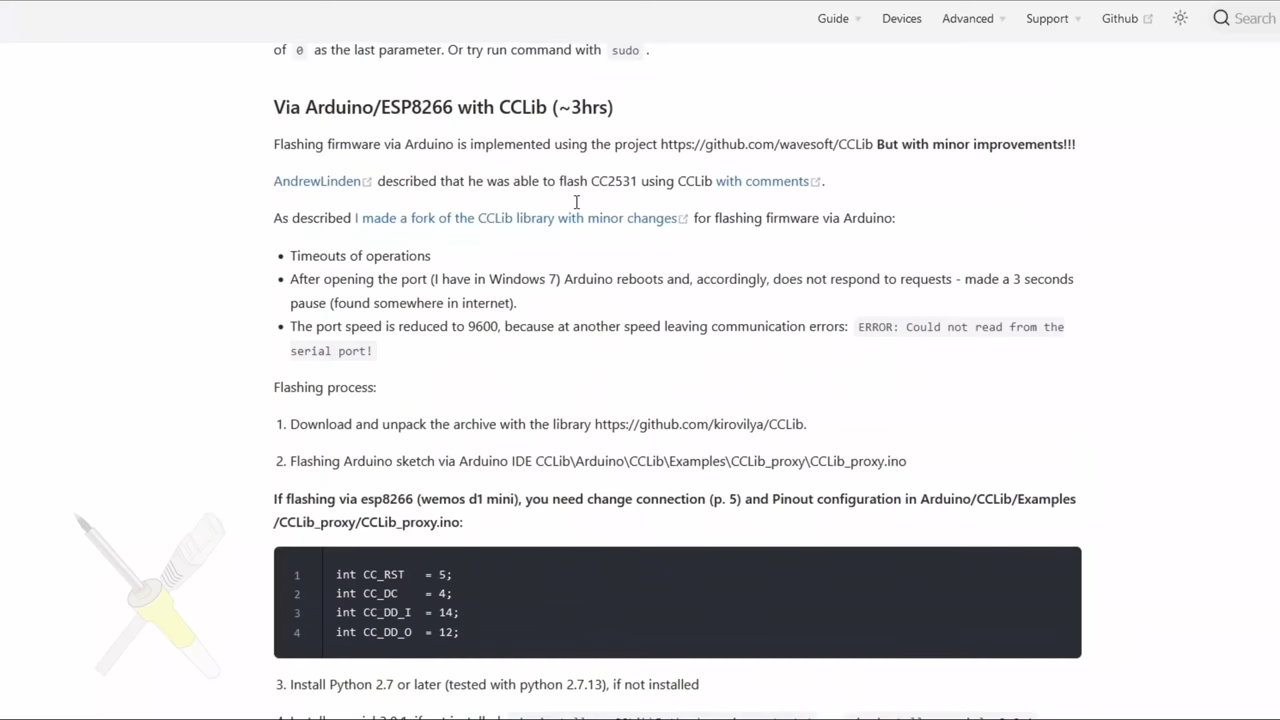 Guide Devices Advanced Support Github Search
of 0 as the last parameter. Or try run command with sudo .
Via Arduino/ESP8266 with CCLib (~3hrs)
Flashing firmware via Arduino is implemented using the project https://github.com/wavesoft/CCLib But with minor improvements!!!
AndrewLinden described that he was able to flash CC2531 using CCLib with comments.
As described I made a fork of the CCLib library with minor changes for flashing firmware via Arduino:
• Timeouts of operations
• After opening the port (I have in Windows 7) Arduino reboots and, accordingly, does not respond to requests - made a 3 seconds
pause (found somewhere in internet).
• The port speed is reduced to 9600, because at another speed leaving communication errors: ERROR: Could not read from the
serial port!
Flashing process:
1. Download and unpack the archive with the library https://github.com/kirovilya/CCLib.
2. Flashing Arduino sketch via Arduino IDE CCLib\Arduino\CCLib\Examples\CCLib_proxy\CCLib_proxy.ino
If flashing via esp8266 (wemos d1 mini), you need change connection (p. 5) and Pinout configuration in Arduino/CCLib/Examples
/CCLib_proxy/CCLib_proxy.ino:
1 int CC_RST = 5;
2 int CC_DC = 4;
3 int CC_DD_I = 14;
4 int CC_DD_O = 12;
3. Install Python 2.7 or later (tested with python 2.7.13), if not installed